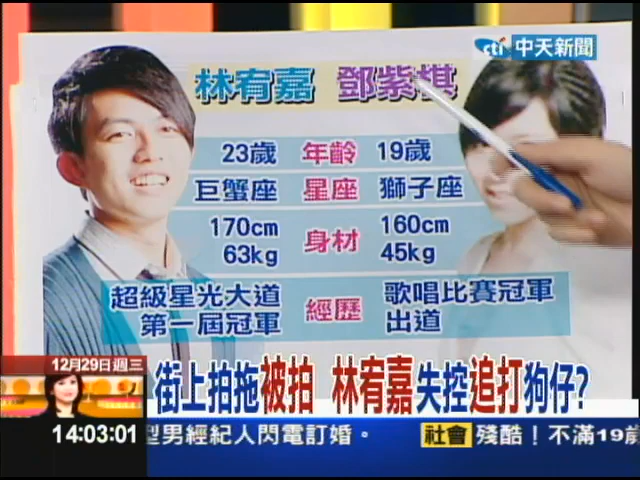 cti 中天新聞
林宥嘉 鄧紫棋
23歲 年齡 19歲
巨蟹座 星座 獅子座
170cm 63kg 身材 160cm 45kg
超級星光大道 第一屆冠軍 經歷 歌唱比賽冠軍 出道
12月29日週三
街上拍拖被拍 林宥嘉失控追打狗仔?
14:03:01
型男經紀人閃電訂婚。 社會 殘酷!不滿19歲